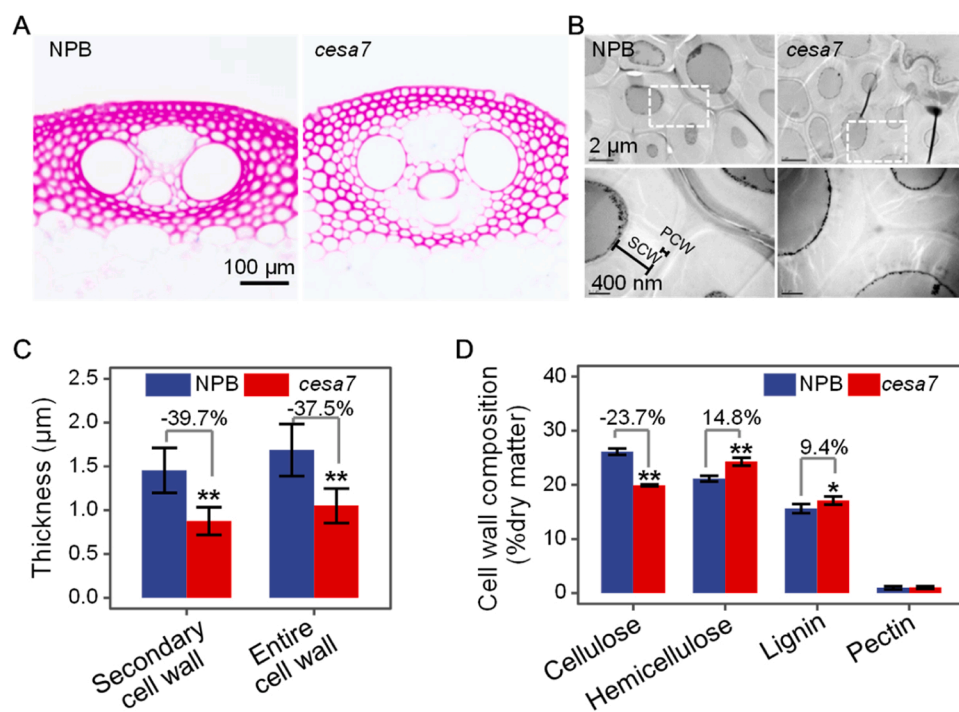 A
NPB
cesa7
100 µm
B
NPB
cesa7
2 µm
SCW
PCW
400 nm
C
NPB
cesa7
-39.7%
-37.5%
**
**
Thickness (µm)
2.5
2.0
1.5
1.0
0.5
0.0
Secondary
cell wall
Entire
cell wall
D
NPB
cesa7
-23.7%
14.8%
9.4%
**
**
*
Cell wall composition
(%dry matter)
40
30
20
10
0
Cellulose
Hemicellulose
Lignin
Pectin